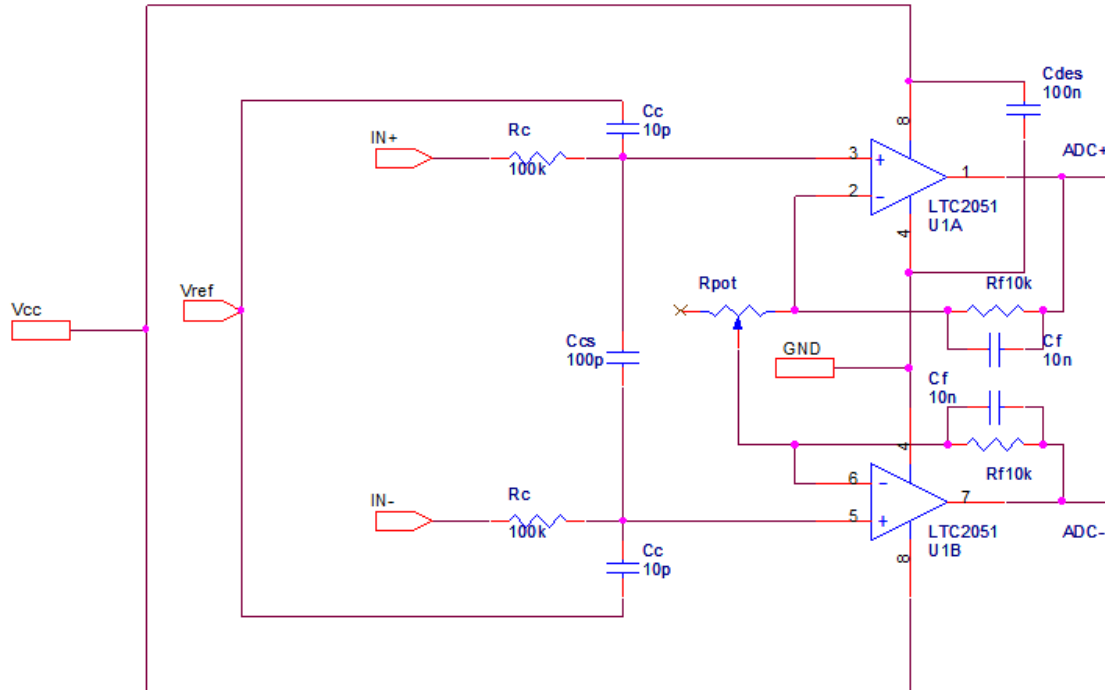 Cdes
100n
8
Cc
10p
IN+
Rc
100k
3
+
1
ADC+
2
-
LTC2051
U1A
4
Vref
Rpot
Rf10k
Vcc
Ccs
100p
GND
Cf
10n
Cf
10n
4
Rf10k
6
-
IN-
Rc
100k
5
+
7
LTC2051
U1B
ADC-
Cc
10p
8